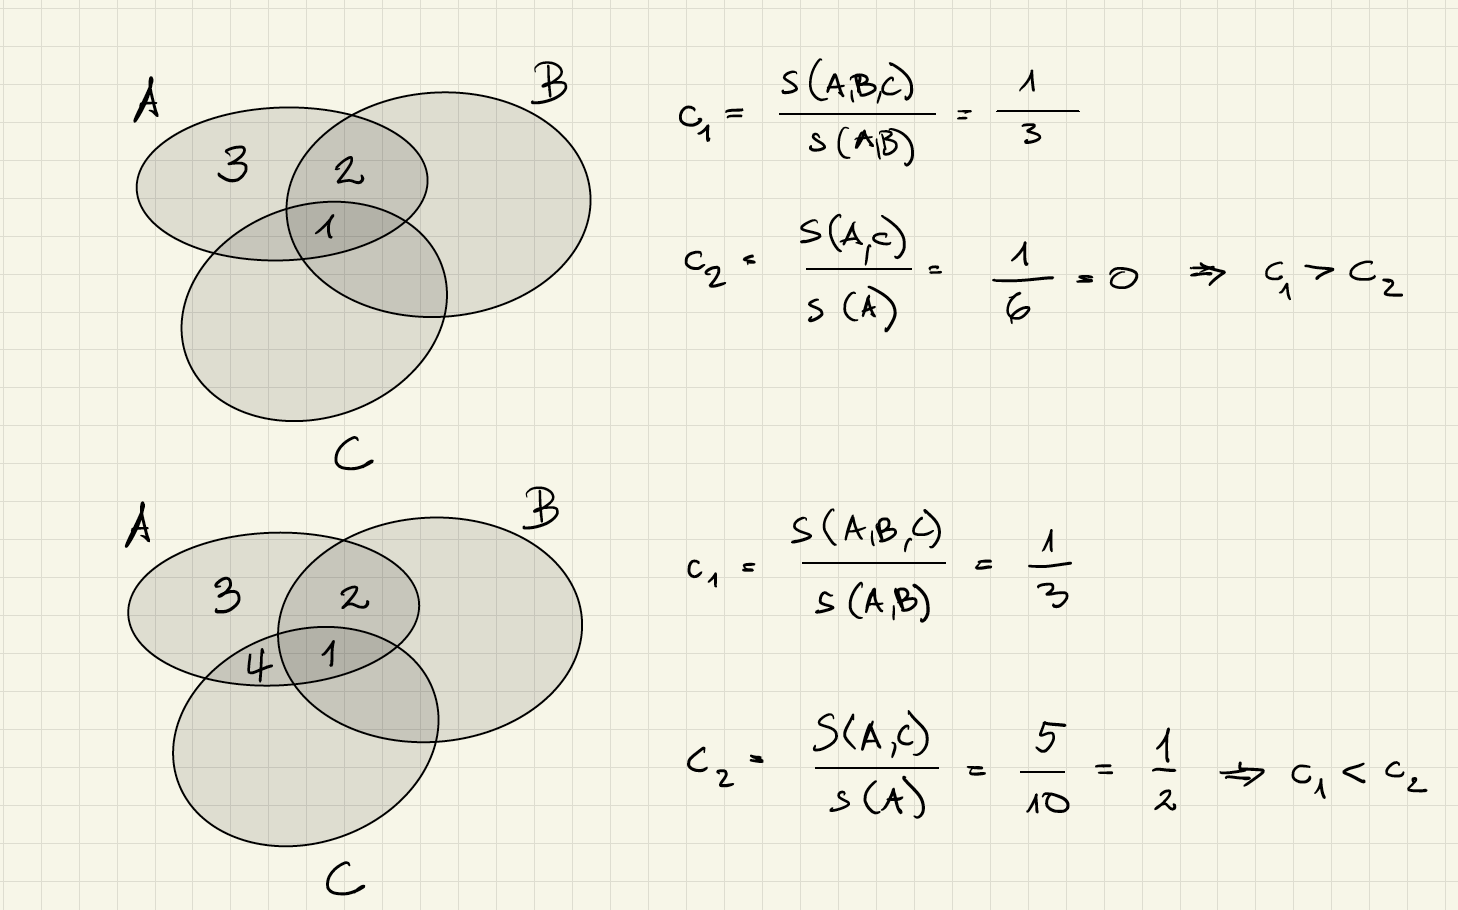 A
B
3
2
1
C
c₁ = S(A,B,C) / S(A,B) = 1/3
c₂ = S(A,C) / S(A) = 1/6 = 0 ⇒ c₁ > c₂
A
B
3
2
4
1
C
c₁ = S(A,B,C) / S(A,B) = 1/3
c₂ = S(A,C) / S(A) = 5/10 = 1/2 ⇒ c₁ < c₂